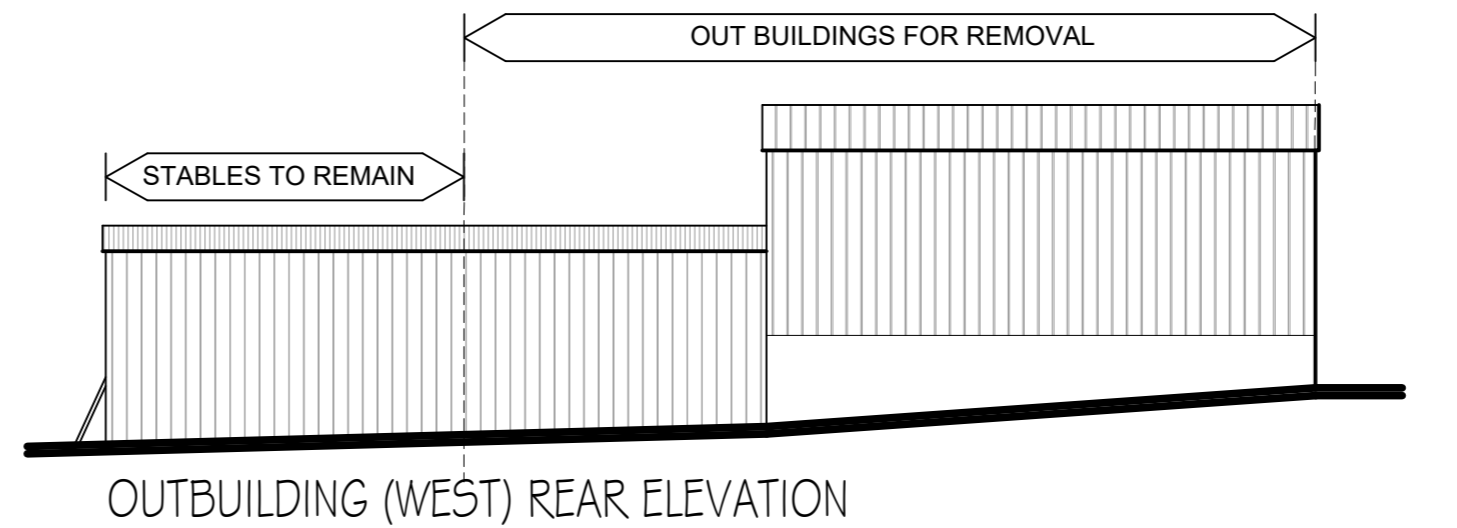 OUT BUILDINGS FOR REMOVAL
STABLES TO REMAIN
OUTBUILDING (WEST) REAR ELEVATION